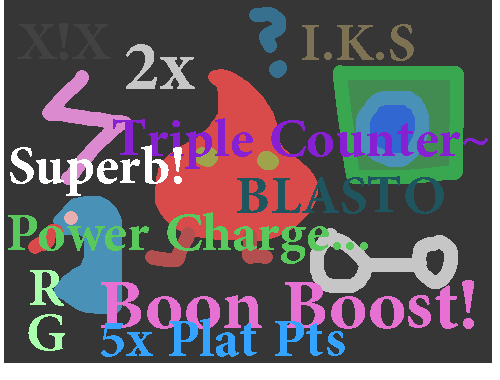 X!X
2x
?
I.K.S
Triple Counter~
Superb!
BLASTO
Power Charge...
R
G
Boon Boost!
5x Plat Pts